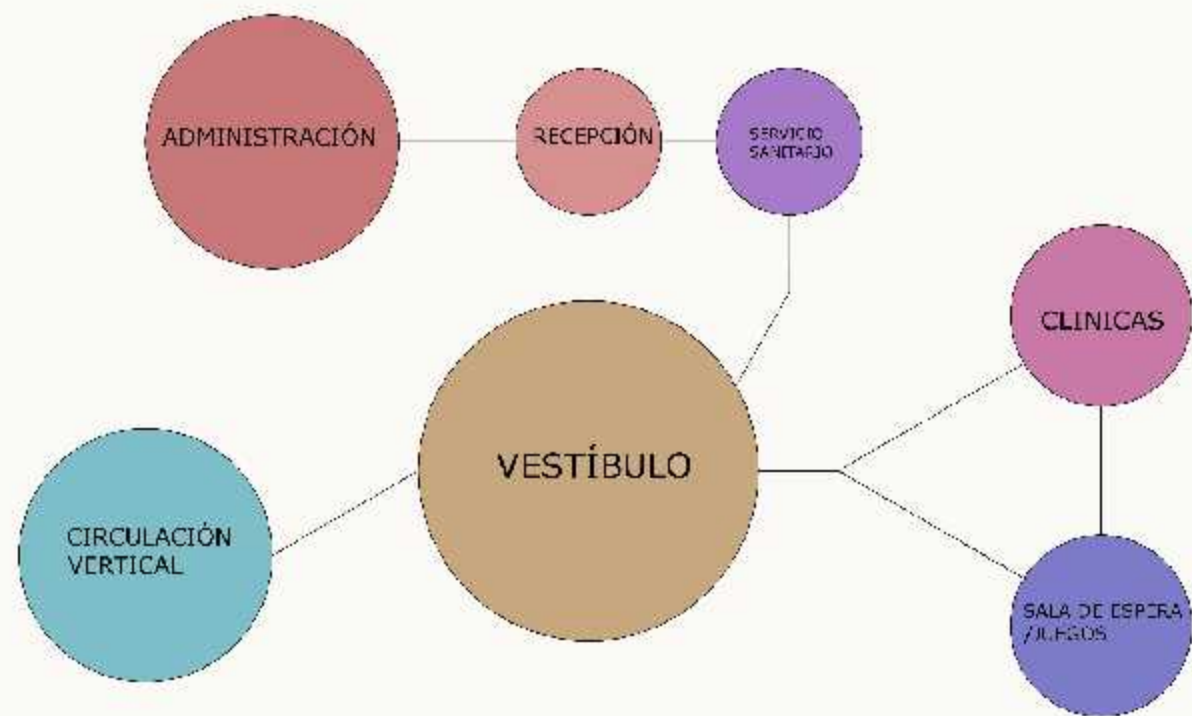 ADMINISTRACIÓN
RECEPCIÓN
SERVICIO
SANITARIO
CLINICAS
VESTÍBULO
CIRCULACIÓN
VERTICAL
SALA DE ESPERA
/JUEGOS